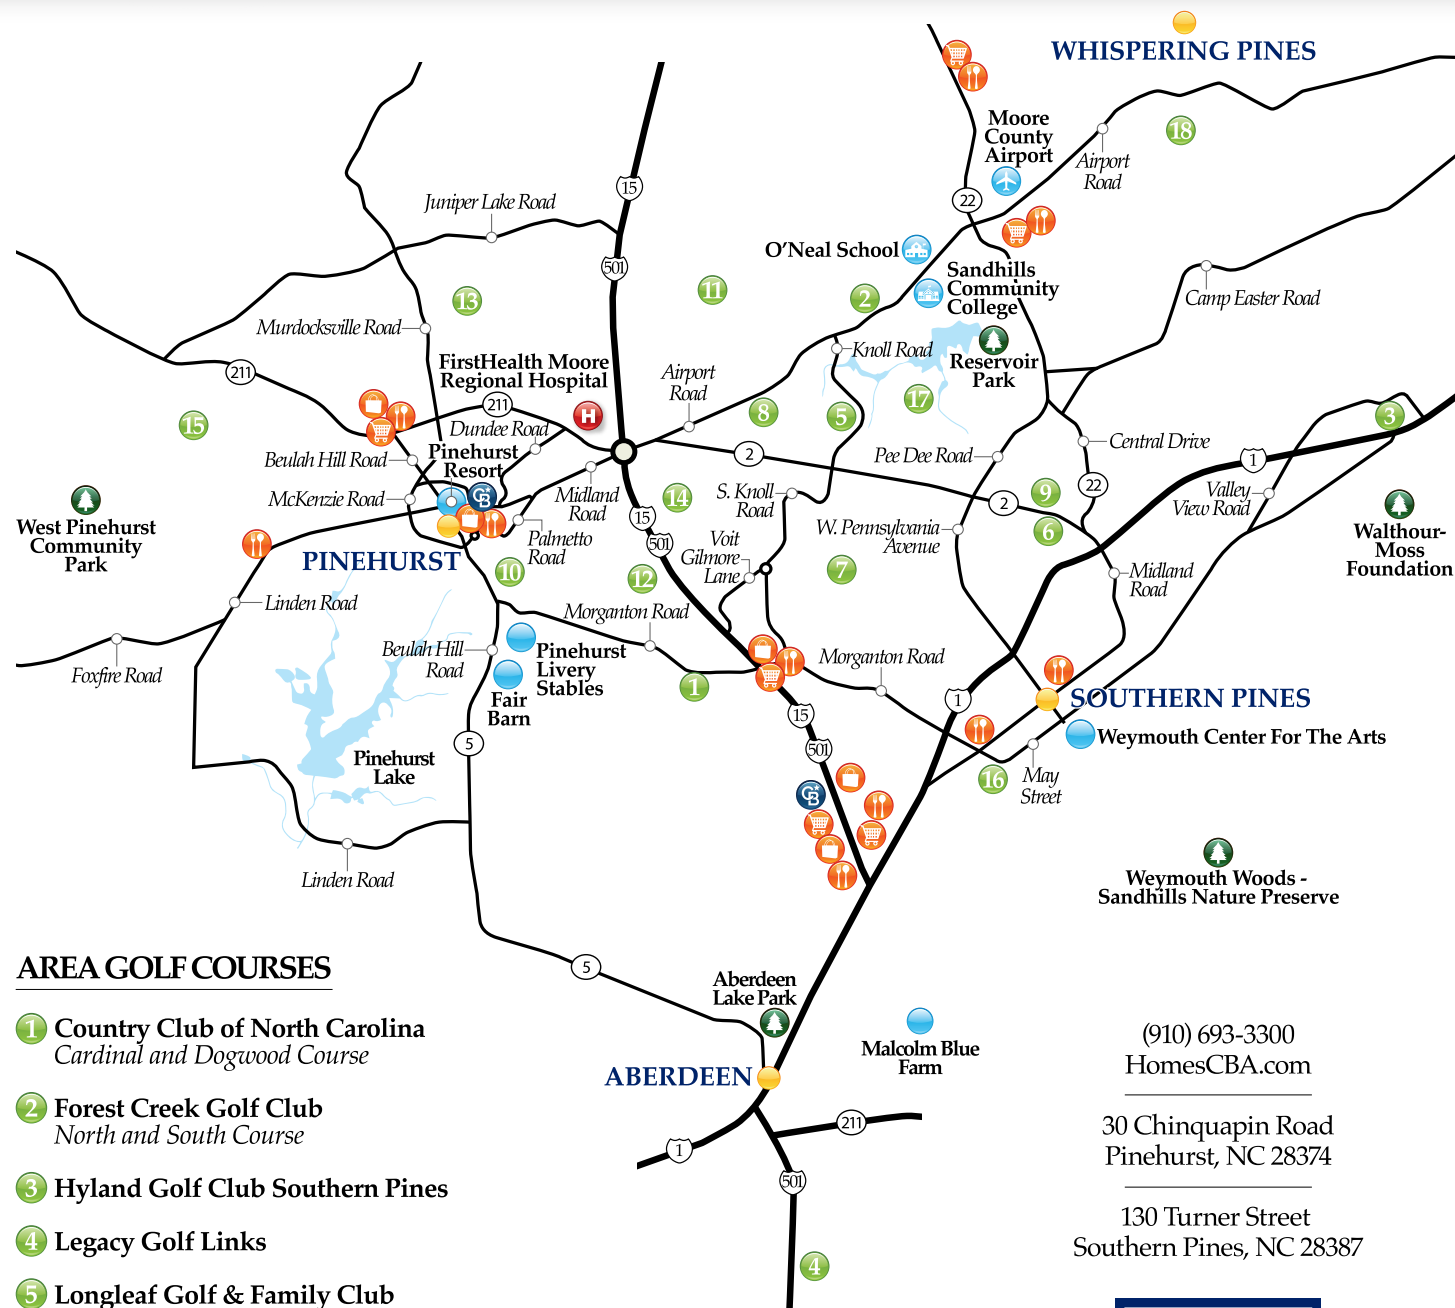 WHISPERING PINES
Moore
County
Airport
18
Airport
Road
15
Juniper Lake Road
22
O'Neal School
501
Sandhills
Community
College
Camp Easter Road
13
11
2
Murdocksville Road
Knoll Road
Reservoir
Park
211
FirstHealth Moore
Regional Hospital
Airport
Road
17
211
H
8
5
3
15
Dundee Road
Pinehurst
Resort
Beulah Hill Road
2
Pee Dee Road
Central Drive
1
McKenzie Road
CB
Midland
Road
14
S. Knoll
Road
2
9
22
Valley
View Road
West Pinehurst
Community
Park
15
501
Palmetto
Road
Voit
Gilmore
Lane
W. Pennsylvania
Avenue
6
Walthour-
Moss
Foundation
PINEHURST
10
12
7
Midland
Road
Linden Road
Morganton Road
Foxfire Road
Beulah Hill
Road
Pinehurst
Livery
Stables
Fair
Barn
1
Morganton Road
SOUTHERN PINES
1
15
501
Weymouth Center For The Arts
5
Pinehurst
Lake
16
May
Street
CB
Linden Road
Weymouth Woods -
Sandhills Nature Preserve
5
Aberdeen
Lake Park
Malcolm Blue
Farm
ABERDEEN
211
1
501
4
AREA GOLF COURSES
1 Country Club of North Carolina
Cardinal and Dogwood Course
2 Forest Creek Golf Club
North and South Course
3 Hyland Golf Club Southern Pines
4 Legacy Golf Links
5 Longleaf Golf & Family Club
(910) 693-3300
HomesCBA.com
30 Chinquapin Road
Pinehurst, NC 28374
130 Turner Street
Southern Pines, NC 28387